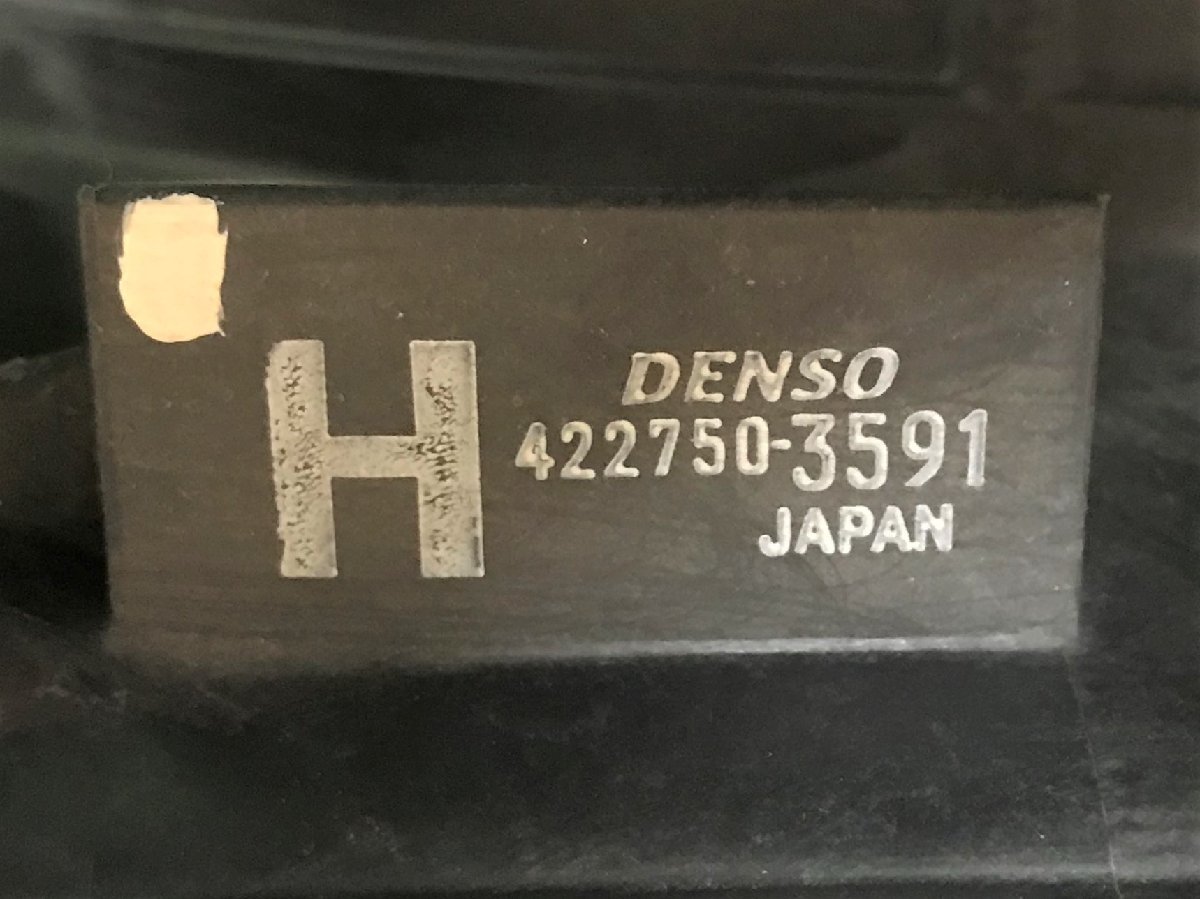 H
DENSO
422750-3591
JAPAN